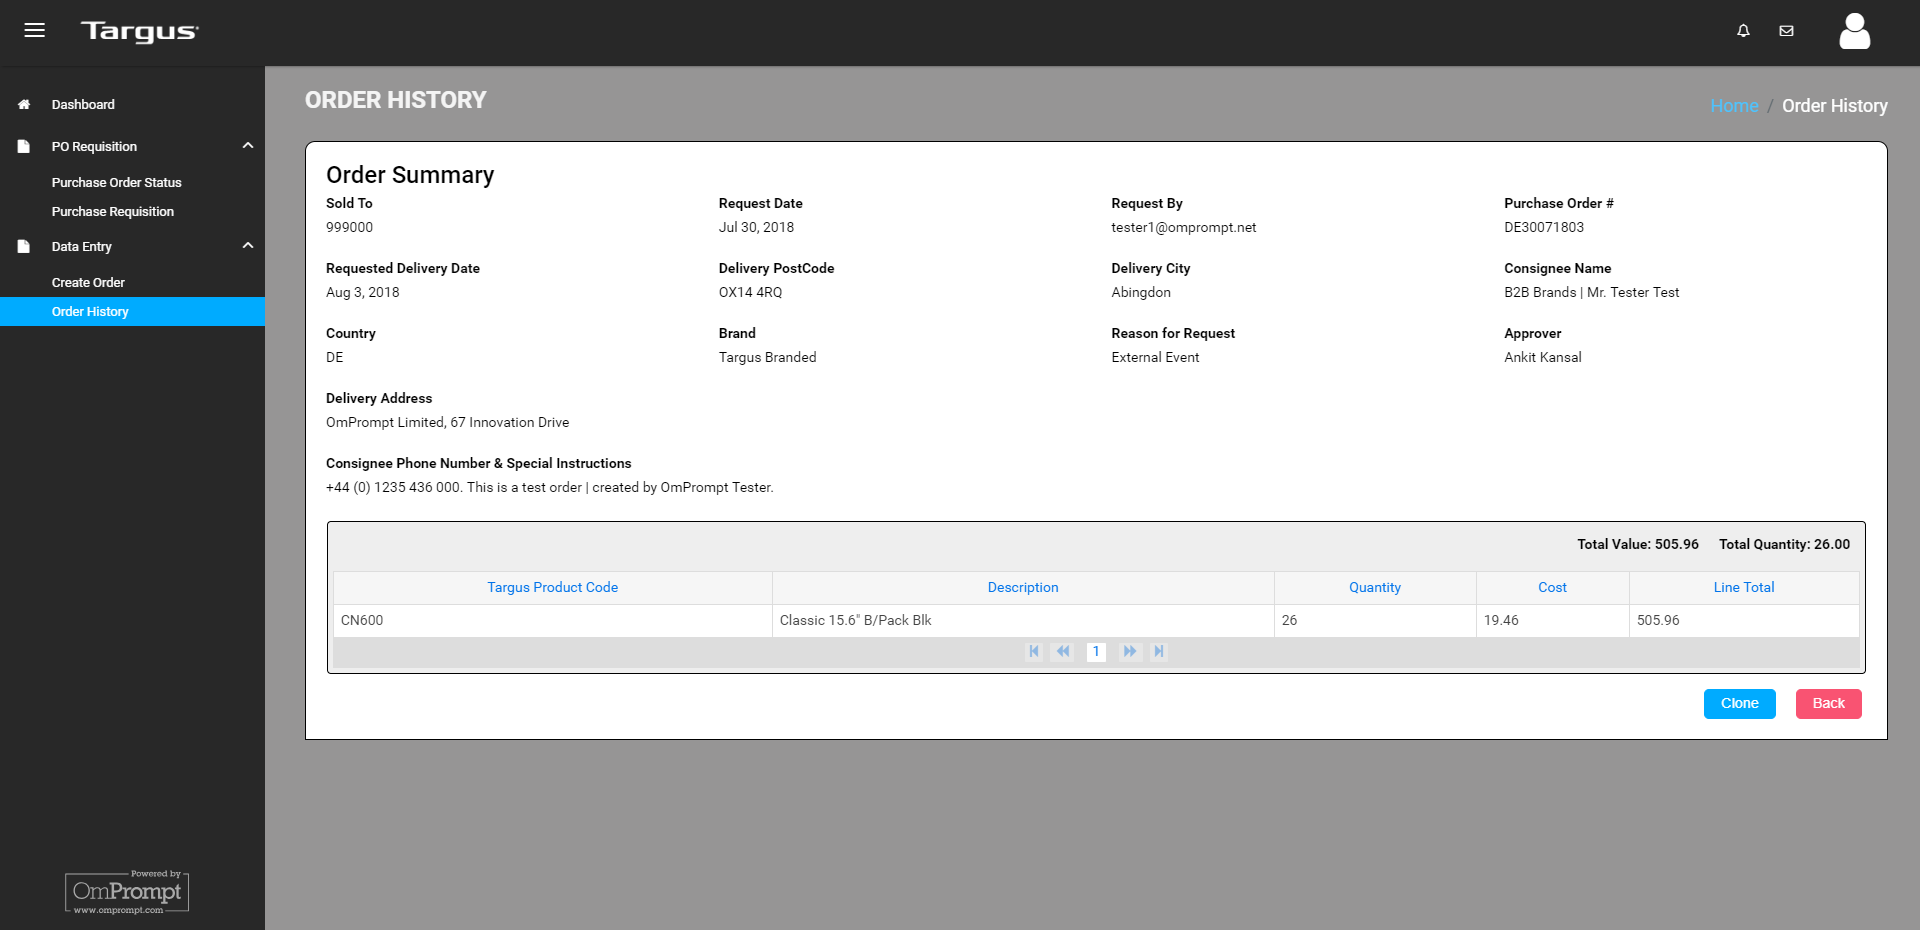 Targus
Dashboard
PO Requisition
Purchase Order Status
Purchase Requisition
Data Entry
Create Order
Order History
Powered by
OmPrompt
www.omprompt.com
ORDER HISTORY
Home / Order History
Order Summary
Sold To Request Date Request By Purchase Order #
999000 Jul 30, 2018 tester1@omprompt.net DE30071803
Requested Delivery Date Delivery PostCode Delivery City Consignee Name
Aug 3, 2018 OX14 4RQ Abingdon B2B Brands | Mr. Tester Test
Country Brand Reason for Request Approver
DE Targus Branded External Event Ankit Kansal
Delivery Address
OmPrompt Limited, 67 Innovation Drive
Consignee Phone Number & Special Instructions
+44 (0) 1235 436 000. This is a test order | created by OmPrompt Tester.
Total Value: 505.96 Total Quantity: 26.00
Targus Product Code Description Quantity Cost Line Total
CN600 Classic 15.6" B/Pack Blk 26 19.46 505.96
1
Clone Back